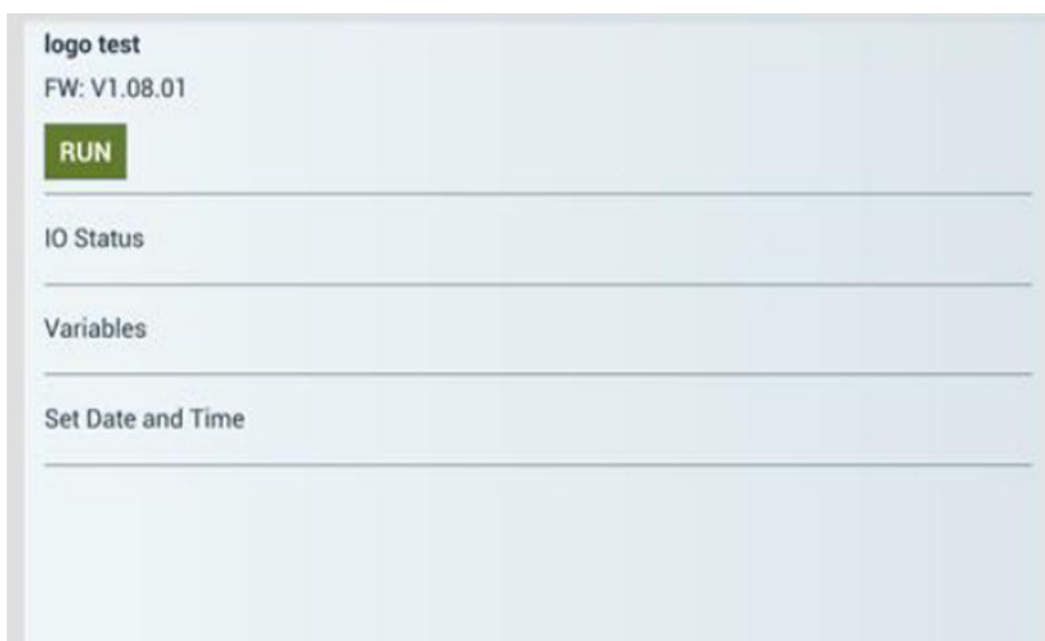 logo test
FW: V1.08.01
RUN
IO Status
Variables
Set Date and Time